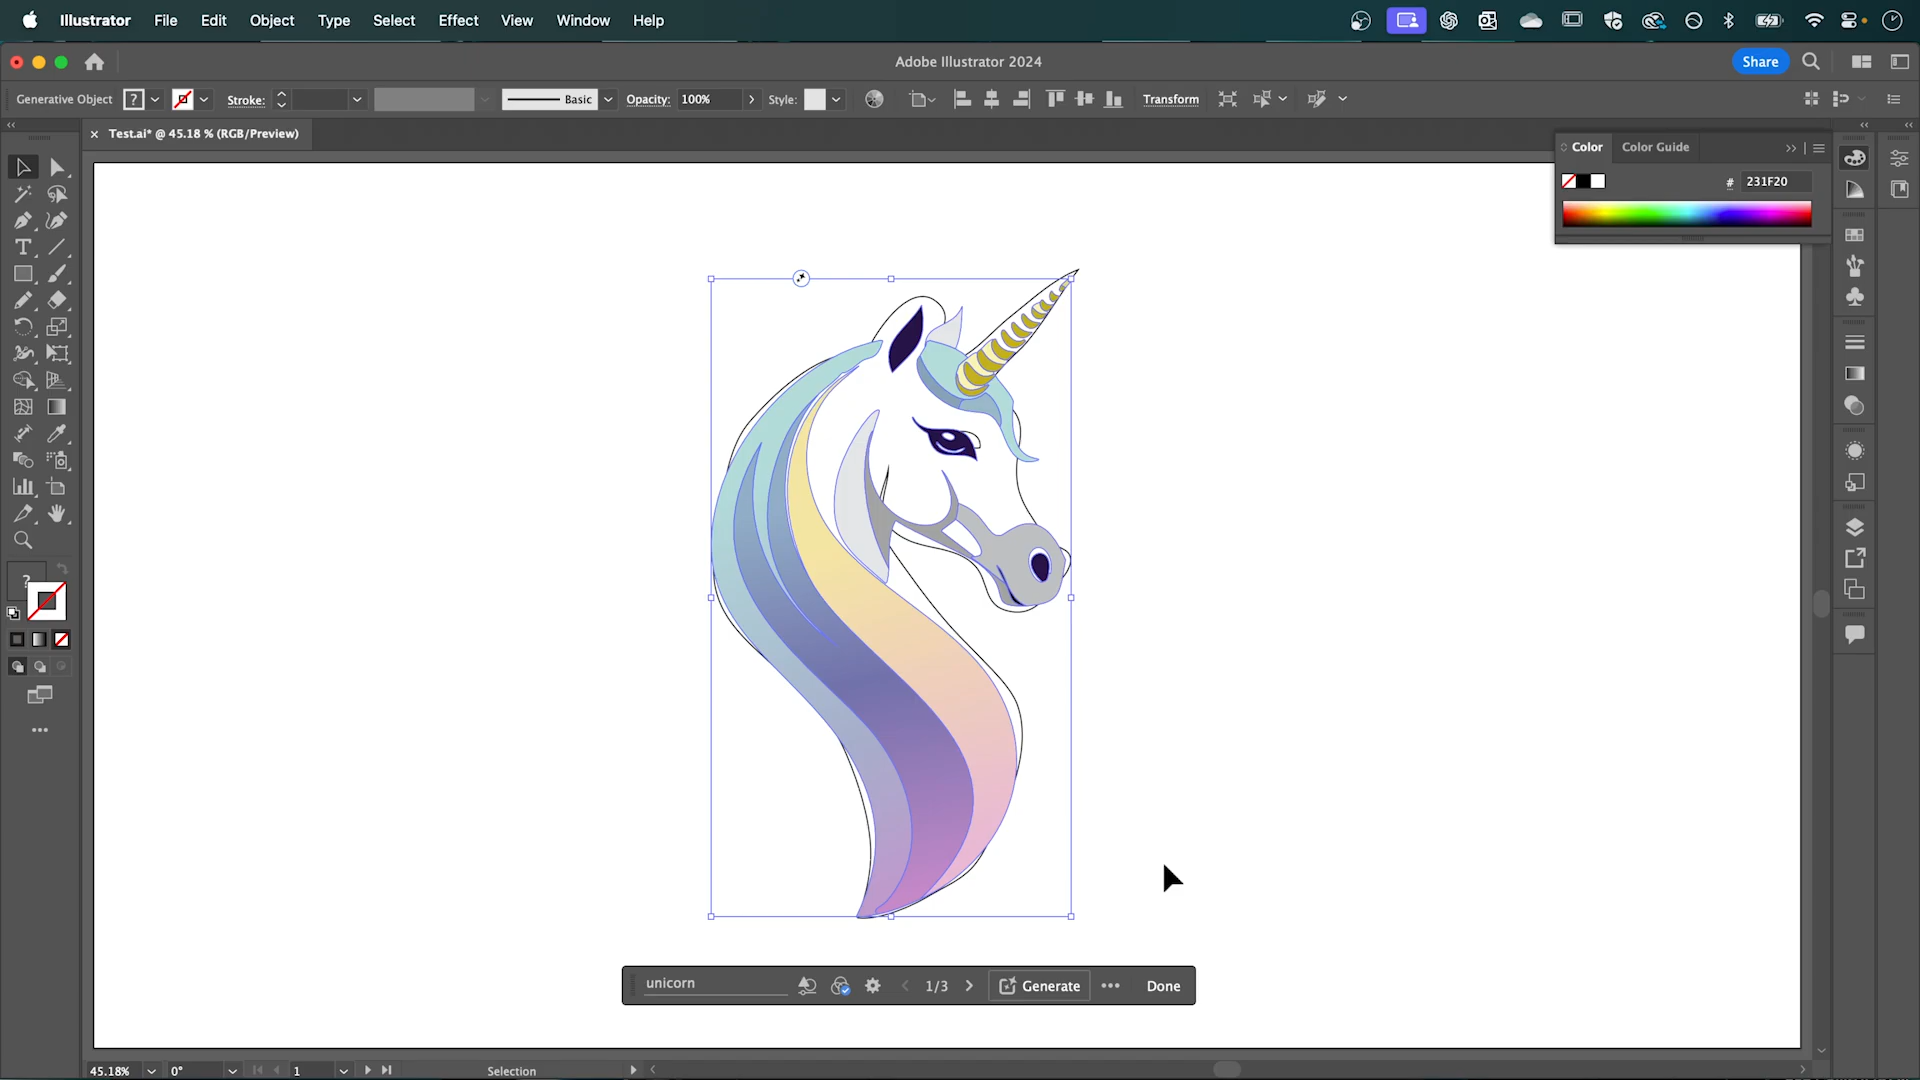 Illustrator File Edit Object Type Select Effect View Window Help
Adobe Illustrator 2024
Share
Generative Object ? Stroke: Basic Opacity: 100% Style: Transform
× Test.ai* @ 45.18 % (RGB/Preview)
Color Color Guide
# 231F20
?
unicorn 1/3 Generate Done
45.18% 0° 1 Selection